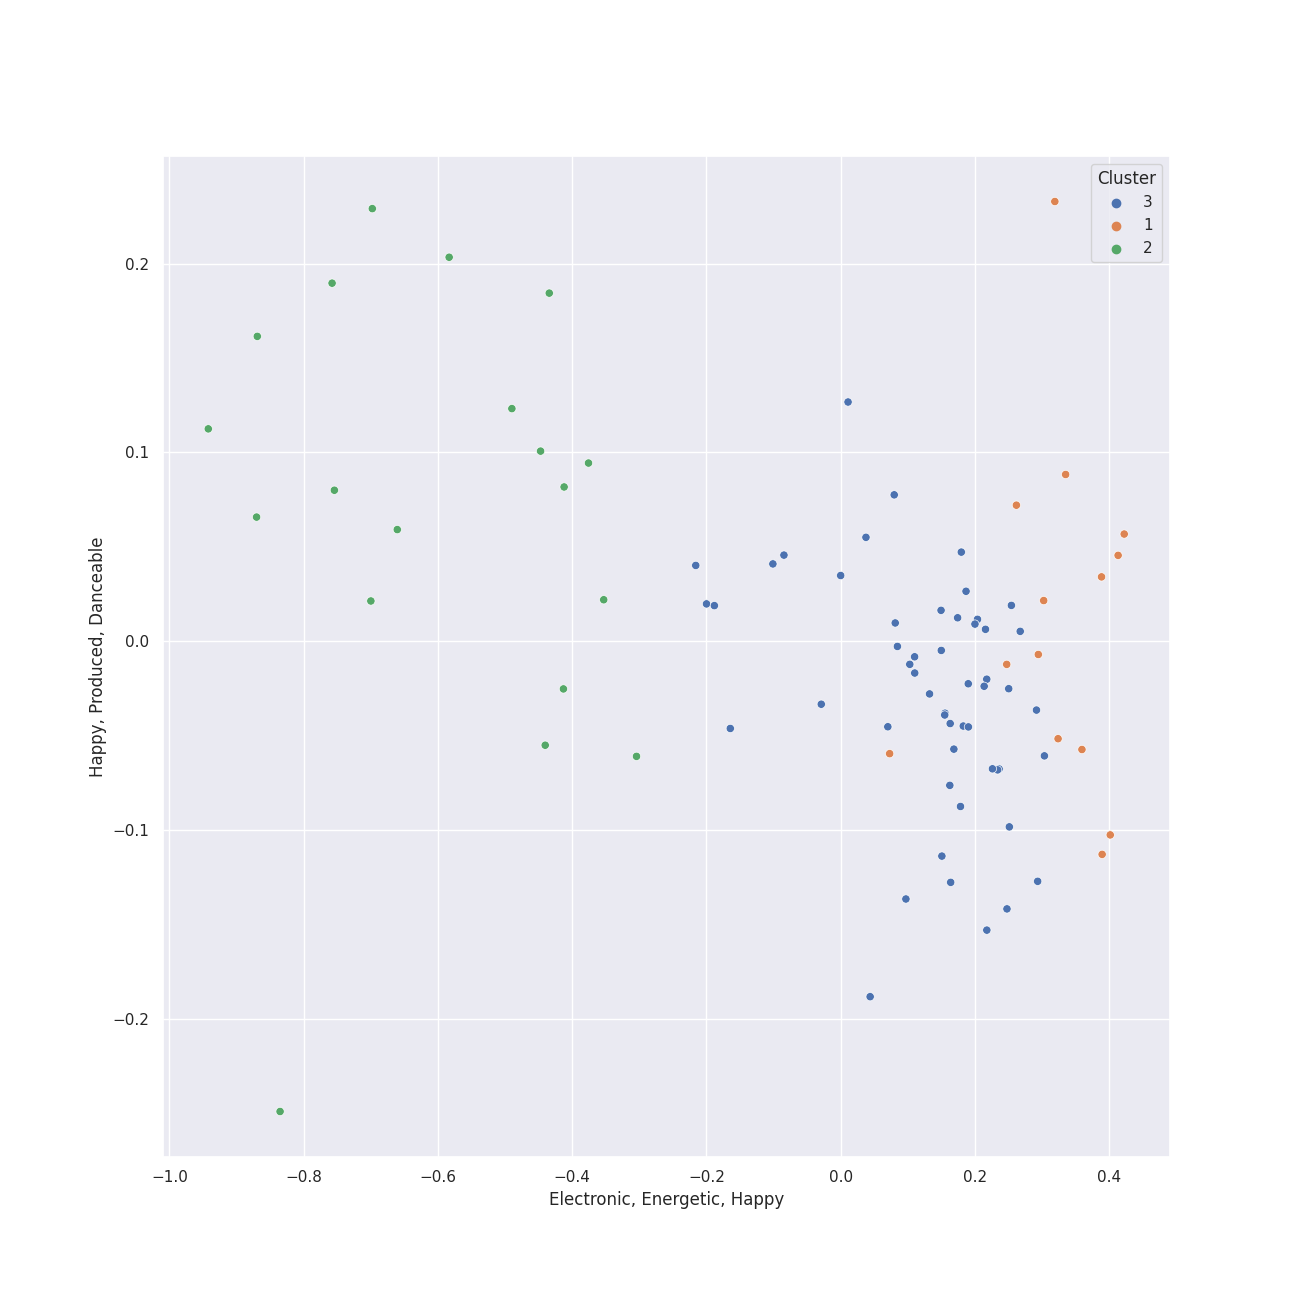 Cluster
3
1
2
0.2
0.1
0.0
−0.1
−0.2
Happy, Produced, Danceable
−1.0 −0.8 −0.6 −0.4 −0.2 0.0 0.2 0.4
Electronic, Energetic, Happy